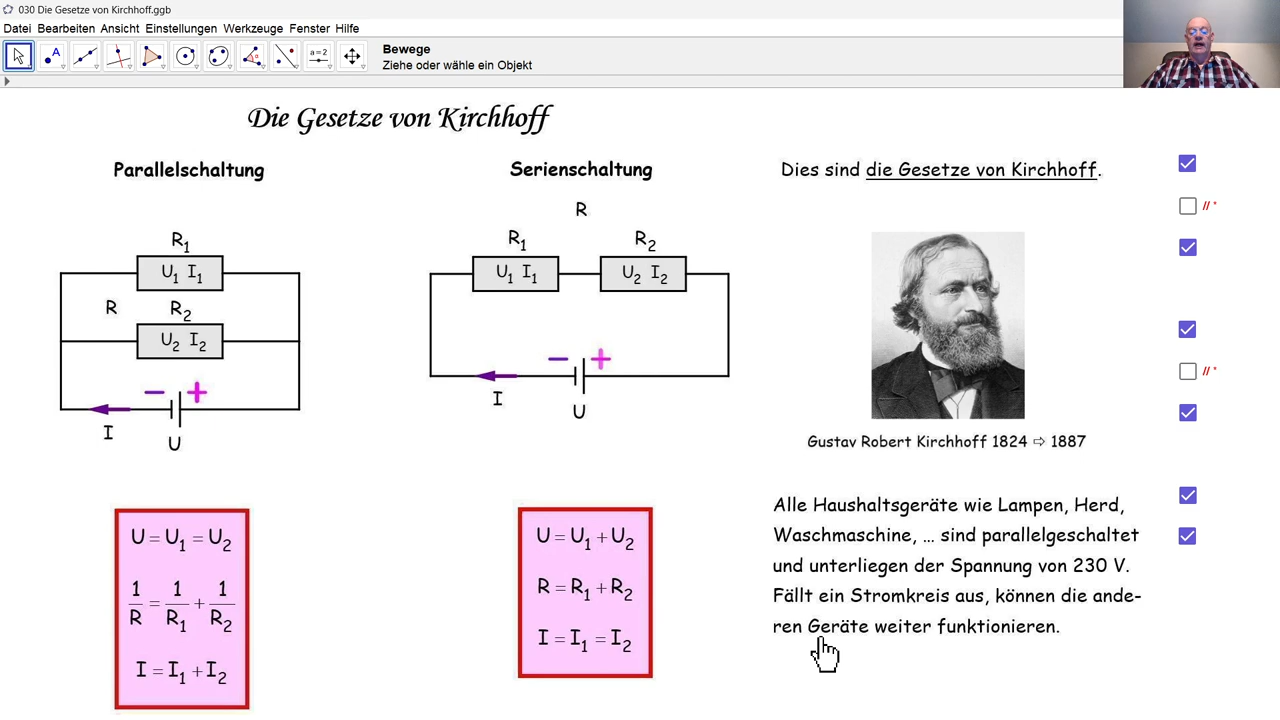 030 Die Gesetze von Kirchhoff.ggb
Datei Bearbeiten Ansicht Einstellungen Werkzeuge Fenster Hilfe
A
a=2
Bewege
Ziehe oder wähle ein Objekt
Die Gesetze von Kirchhoff
Parallelschaltung
R₁
U₁ I₁
R
R₂
U₂ I₂
− +
I
U
U = U₁ = U₂
1/R = 1/R₁ + 1/R₂
I = I₁ + I₂
Serienschaltung
R
R₁ R₂
U₁ I₁ U₂ I₂
− +
I
U
U = U₁ + U₂
R = R₁ + R₂
I = I₁ = I₂
Dies sind die Gesetze von Kirchhoff.
Gustav Robert Kirchhoff 1824 ⇨ 1887
Alle Haushaltsgeräte wie Lampen, Herd,
Waschmaschine, … sind parallelgeschaltet
und unterliegen der Spannung von 230 V.
Fällt ein Stromkreis aus, können die ande-
ren Geräte weiter funktionieren.
// *
// *